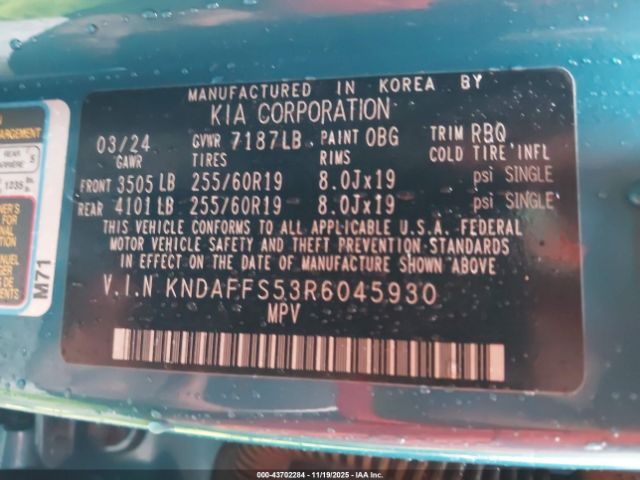 MANUFACTURED IN KOREA BY
KIA CORPORATION
03/24 GVWR 7187LB PAINT OBG TRIM RBQ
GAWR TIRES RIMS COLD TIRE INFL
FRONT 3505 LB 255/60R19 8.0Jx19 psi SINGLE
REAR 4101 LB 255/60R19 8.0Jx19 psi SINGLE
THIS VEHICLE CONFORMS TO ALL APPLICABLE U.S.A. FEDERAL
MOTOR VEHICLE SAFETY AND THEFT PREVENTION STANDARDS
IN EFFECT ON THE DATE OF MANUFACTURE SHOWN ABOVE
V.I.N KNDAFFS53R6045930
MPV
REAR 5
M71
000-43702284 - 11/19/2025 - IAA Inc.